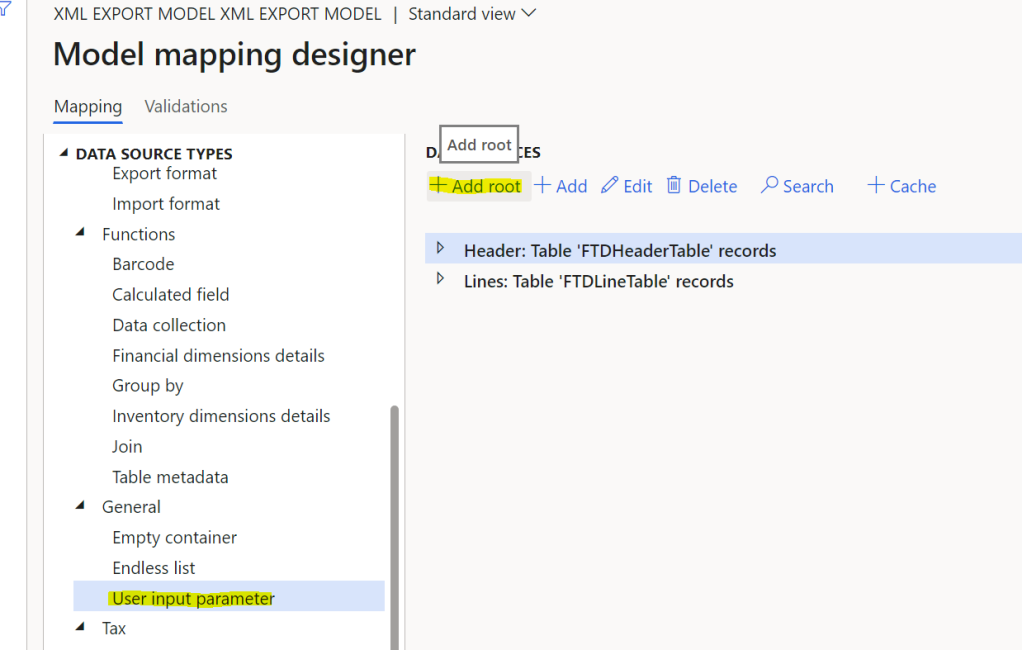 XML EXPORT MODEL XML EXPORT MODEL | Standard view
Model mapping designer
Mapping Validations
DATA SOURCE TYPES
Export format
Import format
Functions
Barcode
Calculated field
Data collection
Financial dimensions details
Group by
Inventory dimensions details
Join
Table metadata
General
Empty container
Endless list
User input parameter
Tax
Add root
+ Add root + Add Edit Delete Search + Cache
Header: Table 'FTDHeaderTable' records
Lines: Table 'FTDLineTable' records